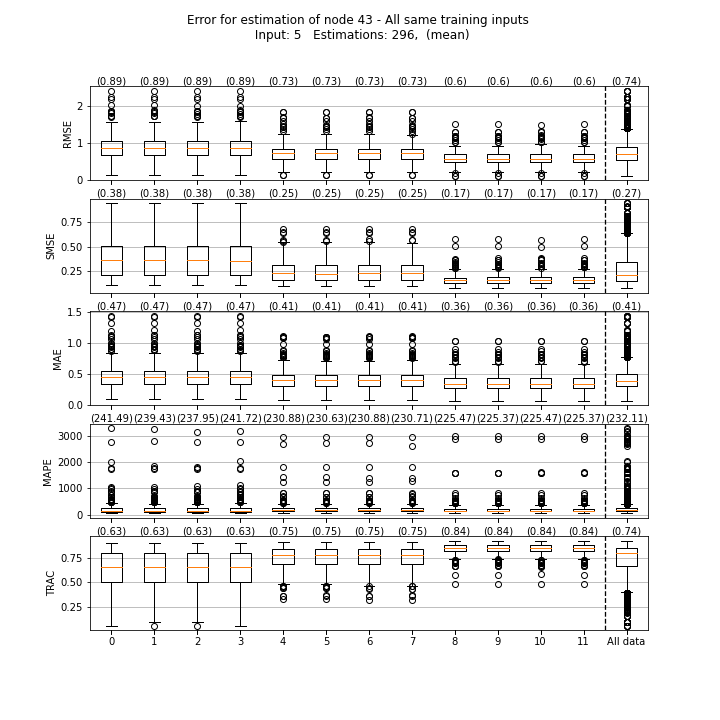 Error for estimation of node 43 - All same training inputs
Input: 5 Estimations: 296, (mean)
(0.89) (0.89) (0.89) (0.89) (0.73) (0.73) (0.73) (0.73) (0.6) (0.6) (0.6) (0.6) (0.74)
RMSE
2
1
0
(0.38) (0.38) (0.38) (0.38) (0.25) (0.25) (0.25) (0.25) (0.17) (0.17) (0.17) (0.17) (0.27)
SMSE
0.75
0.50
0.25
(0.47) (0.47) (0.47) (0.47) (0.41) (0.41) (0.41) (0.41) (0.36) (0.36) (0.36) (0.36) (0.41)
MAE
1.5
1.0
0.5
0.0
(241.49) (239.43) (237.95) (241.72) (230.88) (230.63) (230.88) (230.71) (225.47) (225.37) (225.47) (225.37) (232.11)
MAPE
3000
2000
1000
0
(0.63) (0.63) (0.63) (0.63) (0.75) (0.75) (0.75) (0.75) (0.84) (0.84) (0.84) (0.84) (0.74)
TRAC
0.75
0.50
0.25
0 1 2 3 4 5 6 7 8 9 10 11 All data